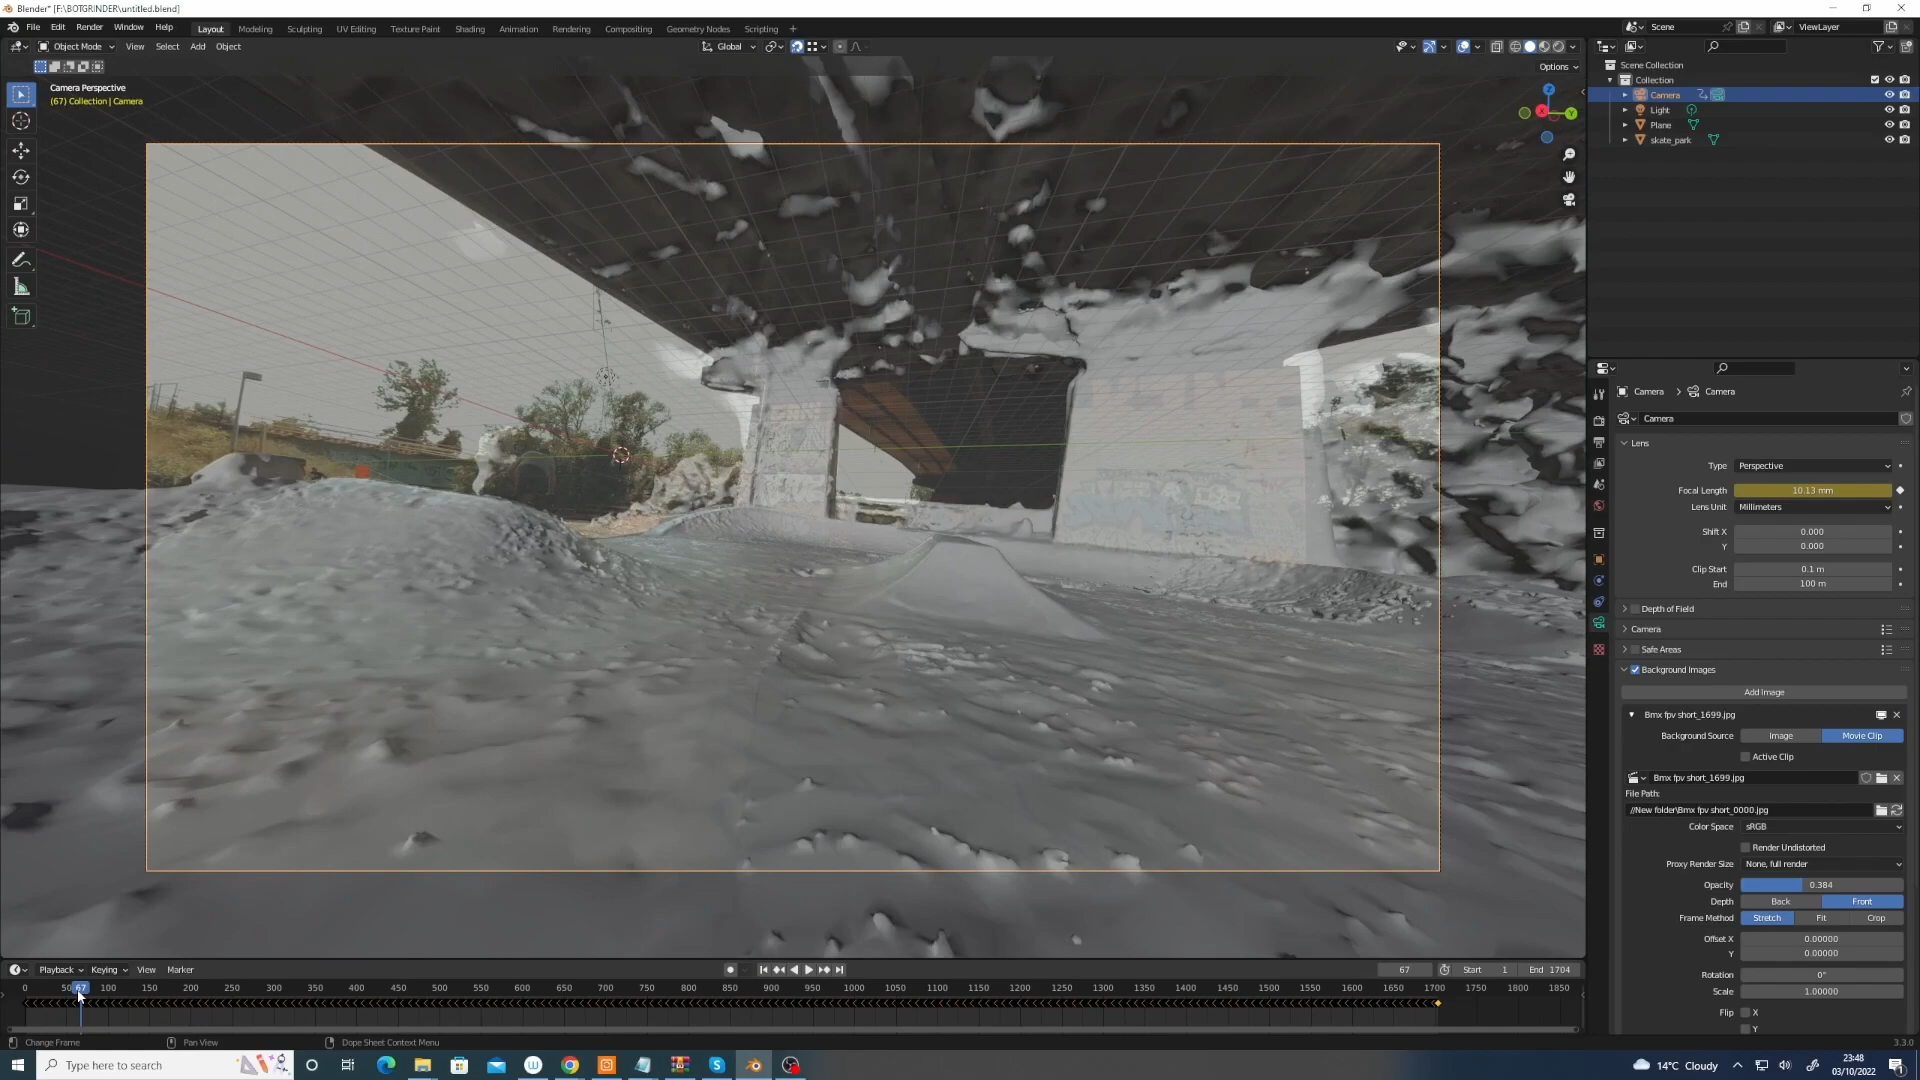 Blender* [F:\BOTGRINDER\untitled.blend]
File Edit Render Window Help Layout Modeling Sculpting UV Editing Texture Paint Shading Animation Rendering Compositing Geometry Nodes Scripting + Scene ViewLayer
Object Mode View Select Add Object Global
Options
Camera Perspective
(67) Collection | Camera
Z
X
Y
Scene Collection
Collection
Camera
Light
Plane
skate_park
Camera > Camera
Camera
Lens
Type Perspective
Focal Length 10.13 mm
Lens Unit Millimeters
Shift X 0.000
Y 0.000
Clip Start 0.1 m
End 100 m
Depth of Field
Camera
Safe Areas
Background Images
Add Image
Bmx fpv short_1699.jpg
Background Source Image Movie Clip
Active Clip
Bmx fpv short_1699.jpg
File Path:
//New folder\Bmx fpv short_0000.jpg
Color Space sRGB
Render Undistorted
Proxy Render Size None, full render
Opacity 0.384
Depth Back Front
Frame Method Stretch Fit Crop
Offset X 0.00000
Y 0.00000
Rotation 0°
Scale 1.00000
Flip X
Y
Playback Keying View Marker 67 Start 1 End 1704
0 50 67 100 150 200 250 300 350 400 450 500 550 600 650 700 750 800 850 900 950 1000 1050 1100 1150 1200 1250 1300 1350 1400 1450 1500 1550 1600 1650 1700 1750 1800 1850
Change Frame Pan View Dope Sheet Context Menu 3.3.0
Type here to search
14°C Cloudy
23:48
03/10/2022
1